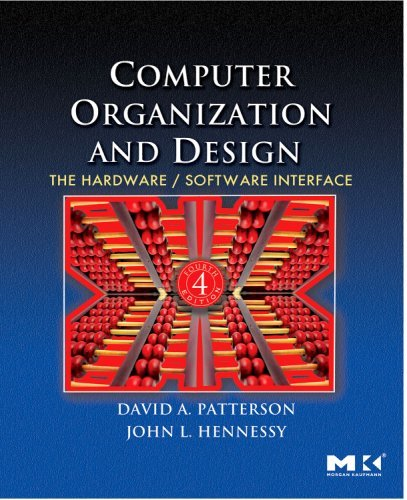 COMPUTER
ORGANIZATION
AND DESIGN
THE HARDWARE / SOFTWARE INTERFACE
FOURTH
4
EDITION
DAVID A. PATTERSON
JOHN L. HENNESSY
MK
MORGAN KAUFMANN